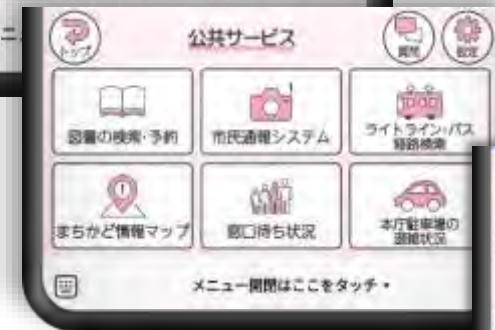 ニ
トップ
公共サービス
質問
設定
図書の検索・予約
市民通報システム
ライトライン・バス
経路検索
まちかど情報マップ
窓口待ち状況
本庁駐車場の
混雑状況
メニュー開閉はここをタッチ・